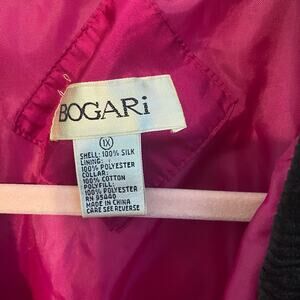 BOGARi
1X
SHELL: 100% SILK
LINING:
100% POLYESTER
COLLAR:
100% COTTON
POLYFILL:
100% POLYESTER
RN 95440
MADE IN CHINA
CARE SEE REVERSE